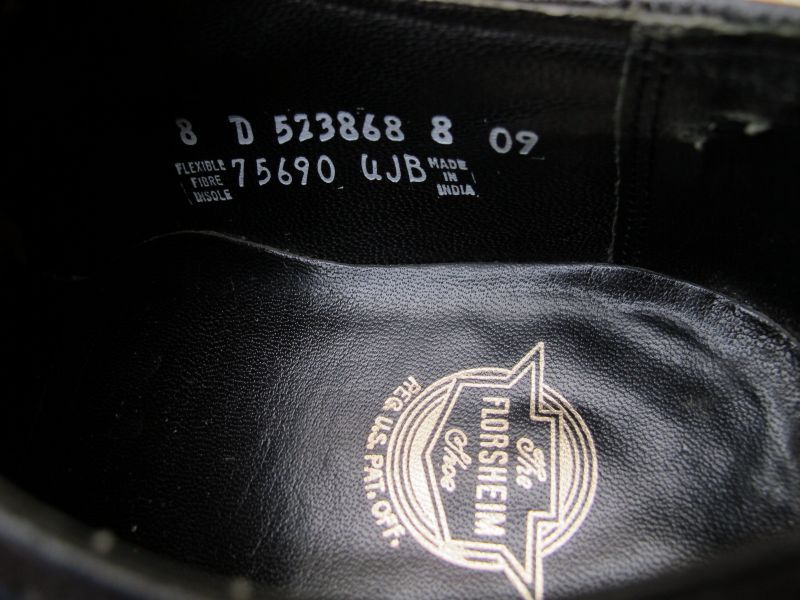 8 D 523868 8 09
FLEXIBLE FIBRE INSOLE 75690 UJB MADE IN INDIA
The
FLORSHEIM
Shoe
REG. U.S. PAT. OFF.